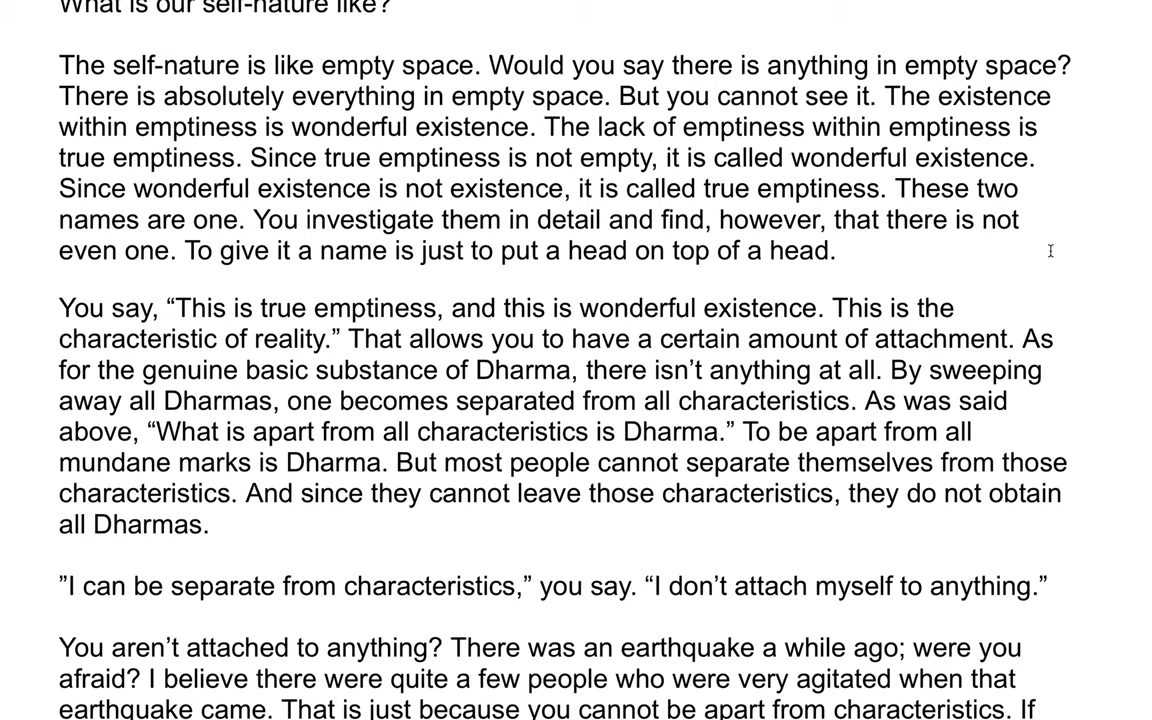 What is our self-nature like?
The self-nature is like empty space. Would you say there is anything in empty space?
There is absolutely everything in empty space. But you cannot see it. The existence
within emptiness is wonderful existence. The lack of emptiness within emptiness is
true emptiness. Since true emptiness is not empty, it is called wonderful existence.
Since wonderful existence is not existence, it is called true emptiness. These two
names are one. You investigate them in detail and find, however, that there is not
even one. To give it a name is just to put a head on top of a head.
You say, “This is true emptiness, and this is wonderful existence. This is the
characteristic of reality.” That allows you to have a certain amount of attachment. As
for the genuine basic substance of Dharma, there isn’t anything at all. By sweeping
away all Dharmas, one becomes separated from all characteristics. As was said
above, “What is apart from all characteristics is Dharma.” To be apart from all
mundane marks is Dharma. But most people cannot separate themselves from those
characteristics. And since they cannot leave those characteristics, they do not obtain
all Dharmas.
”I can be separate from characteristics,” you say. “I don’t attach myself to anything.”
You aren’t attached to anything? There was an earthquake a while ago; were you
afraid? I believe there were quite a few people who were very agitated when that
earthquake came. That is just because you cannot be apart from characteristics. If